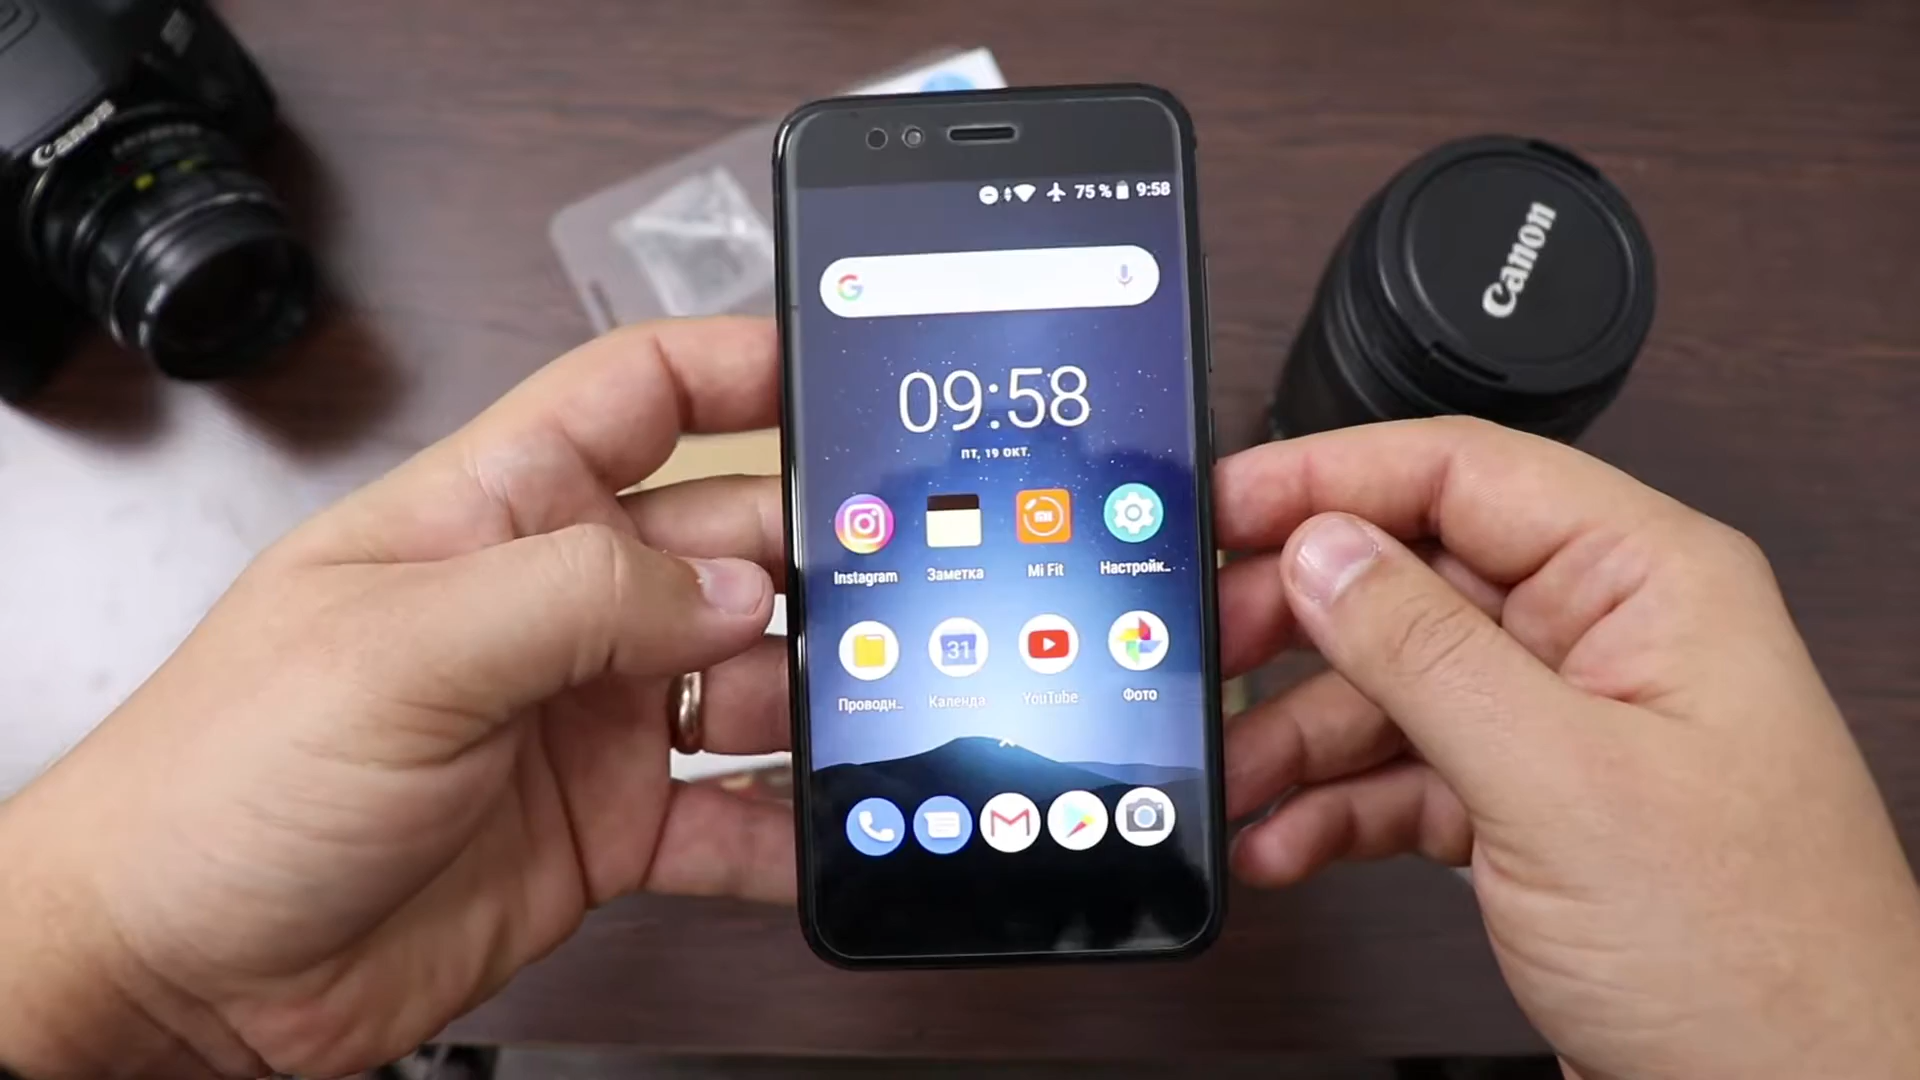 Canon
75 % 9:58
Canon
09:58
ПТ, 19 ОКТ.
Instagram Заметка Mi Fit Настройк..
31
Проводн.. Календа YouTube Фото